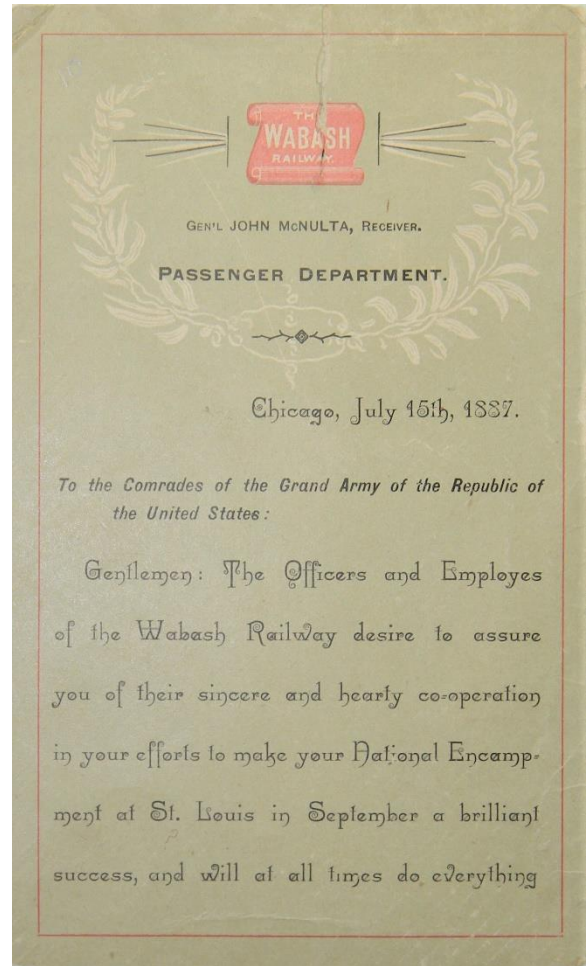 THE
WABASH
RAILWAY.
GEN'L JOHN McNULTA, RECEIVER.
PASSENGER DEPARTMENT.
Chicago, July 15th, 1887.
To the Comrades of the Grand Army of the Republic of
the United States:
Gentlemen: The Officers and Employes
of the Wabash Railway desire to assure
you of their sincere and hearty co-operation
in your efforts to make your National Encamp-
ment at St. Louis in September a brilliant
success, and will at all times do everything